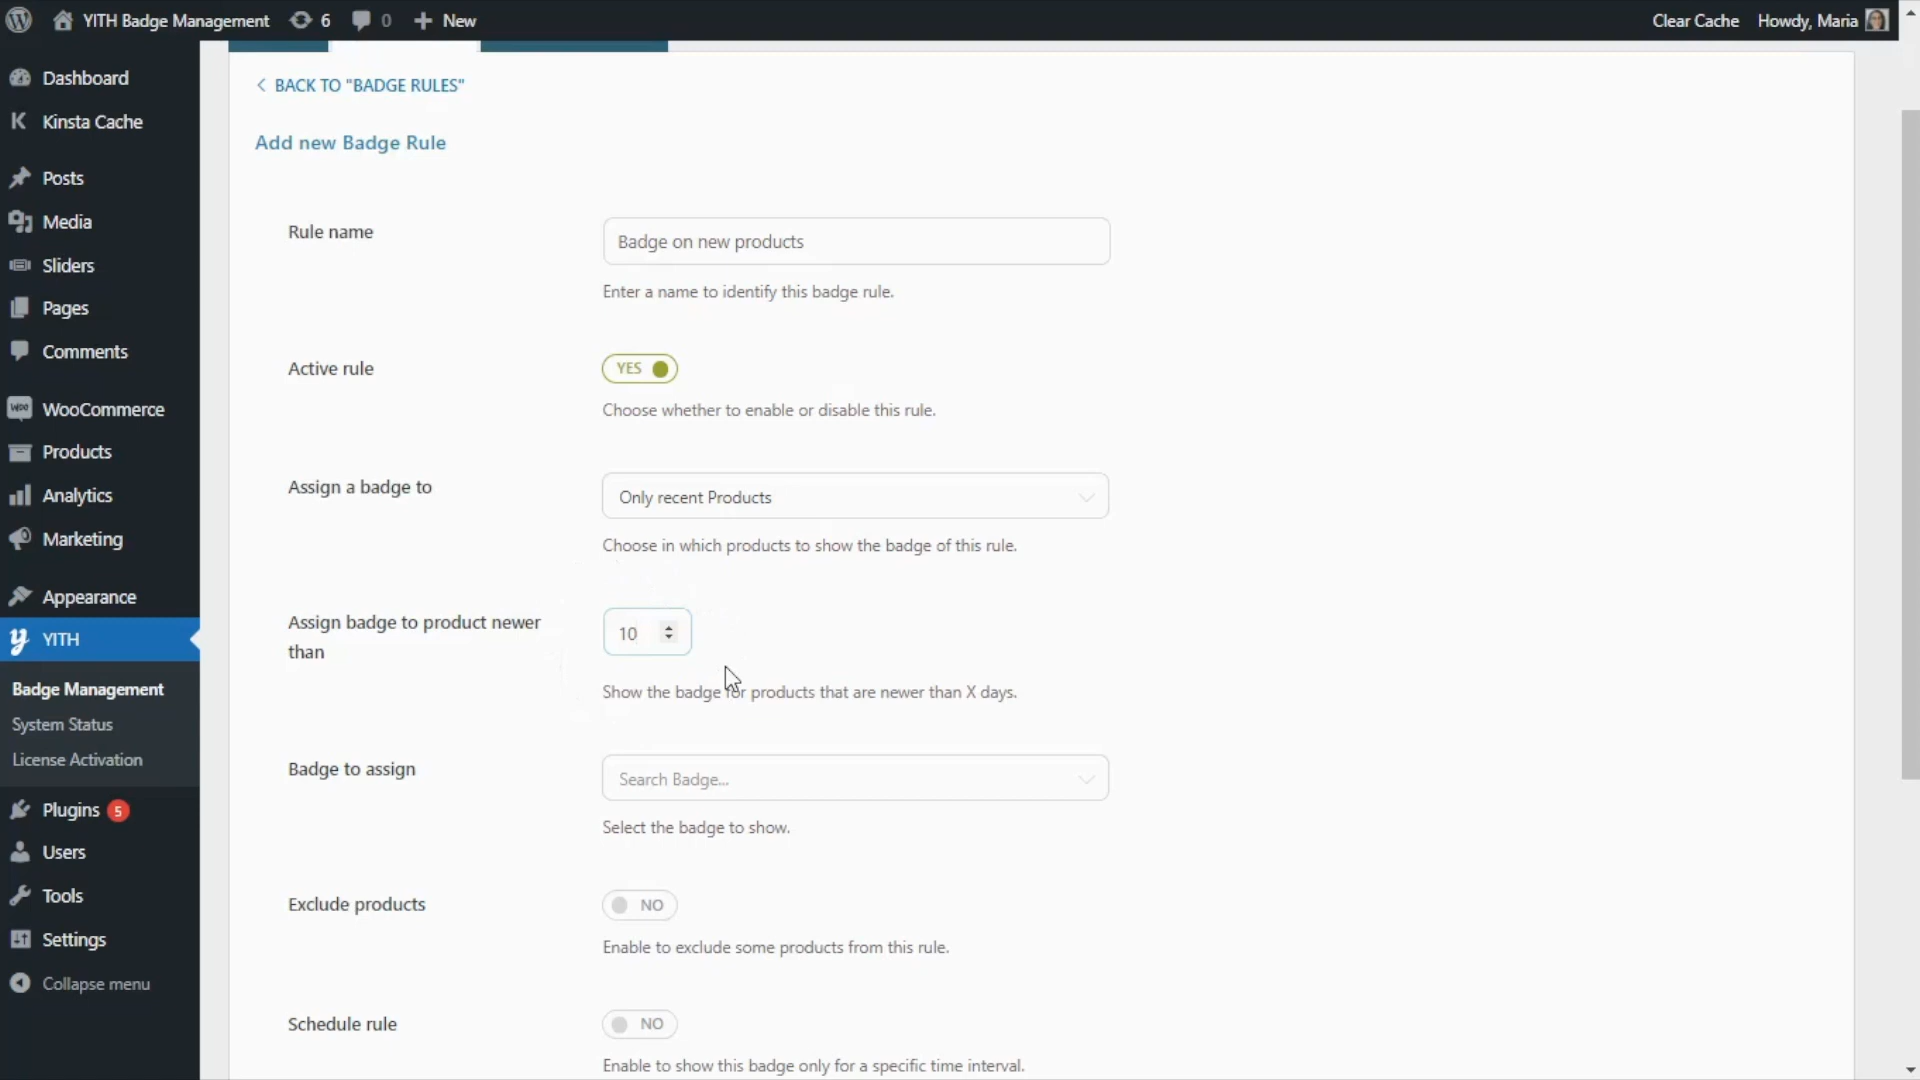 YITH Badge Management
6
0
New
Clear Cache
Howdy, Maria
Dashboard
Kinsta Cache
Posts
Media
Sliders
Pages
Comments
WooCommerce
Products
Analytics
Marketing
Appearance
YITH
Badge Management
System Status
License Activation
Plugins 5
Users
Tools
Settings
Collapse menu
BACK TO "BADGE RULES"
Add new Badge Rule
Rule name
Badge on new products
Enter a name to identify this badge rule.
Active rule
YES
Choose whether to enable or disable this rule.
Assign a badge to
Only recent Products
Choose in which products to show the badge of this rule.
Assign badge to product newer
than
10
Show the badge for products that are newer than X days.
Badge to assign
Search Badge...
Select the badge to show.
Exclude products
NO
Enable to exclude some products from this rule.
Schedule rule
NO
Enable to show this badge only for a specific time interval.